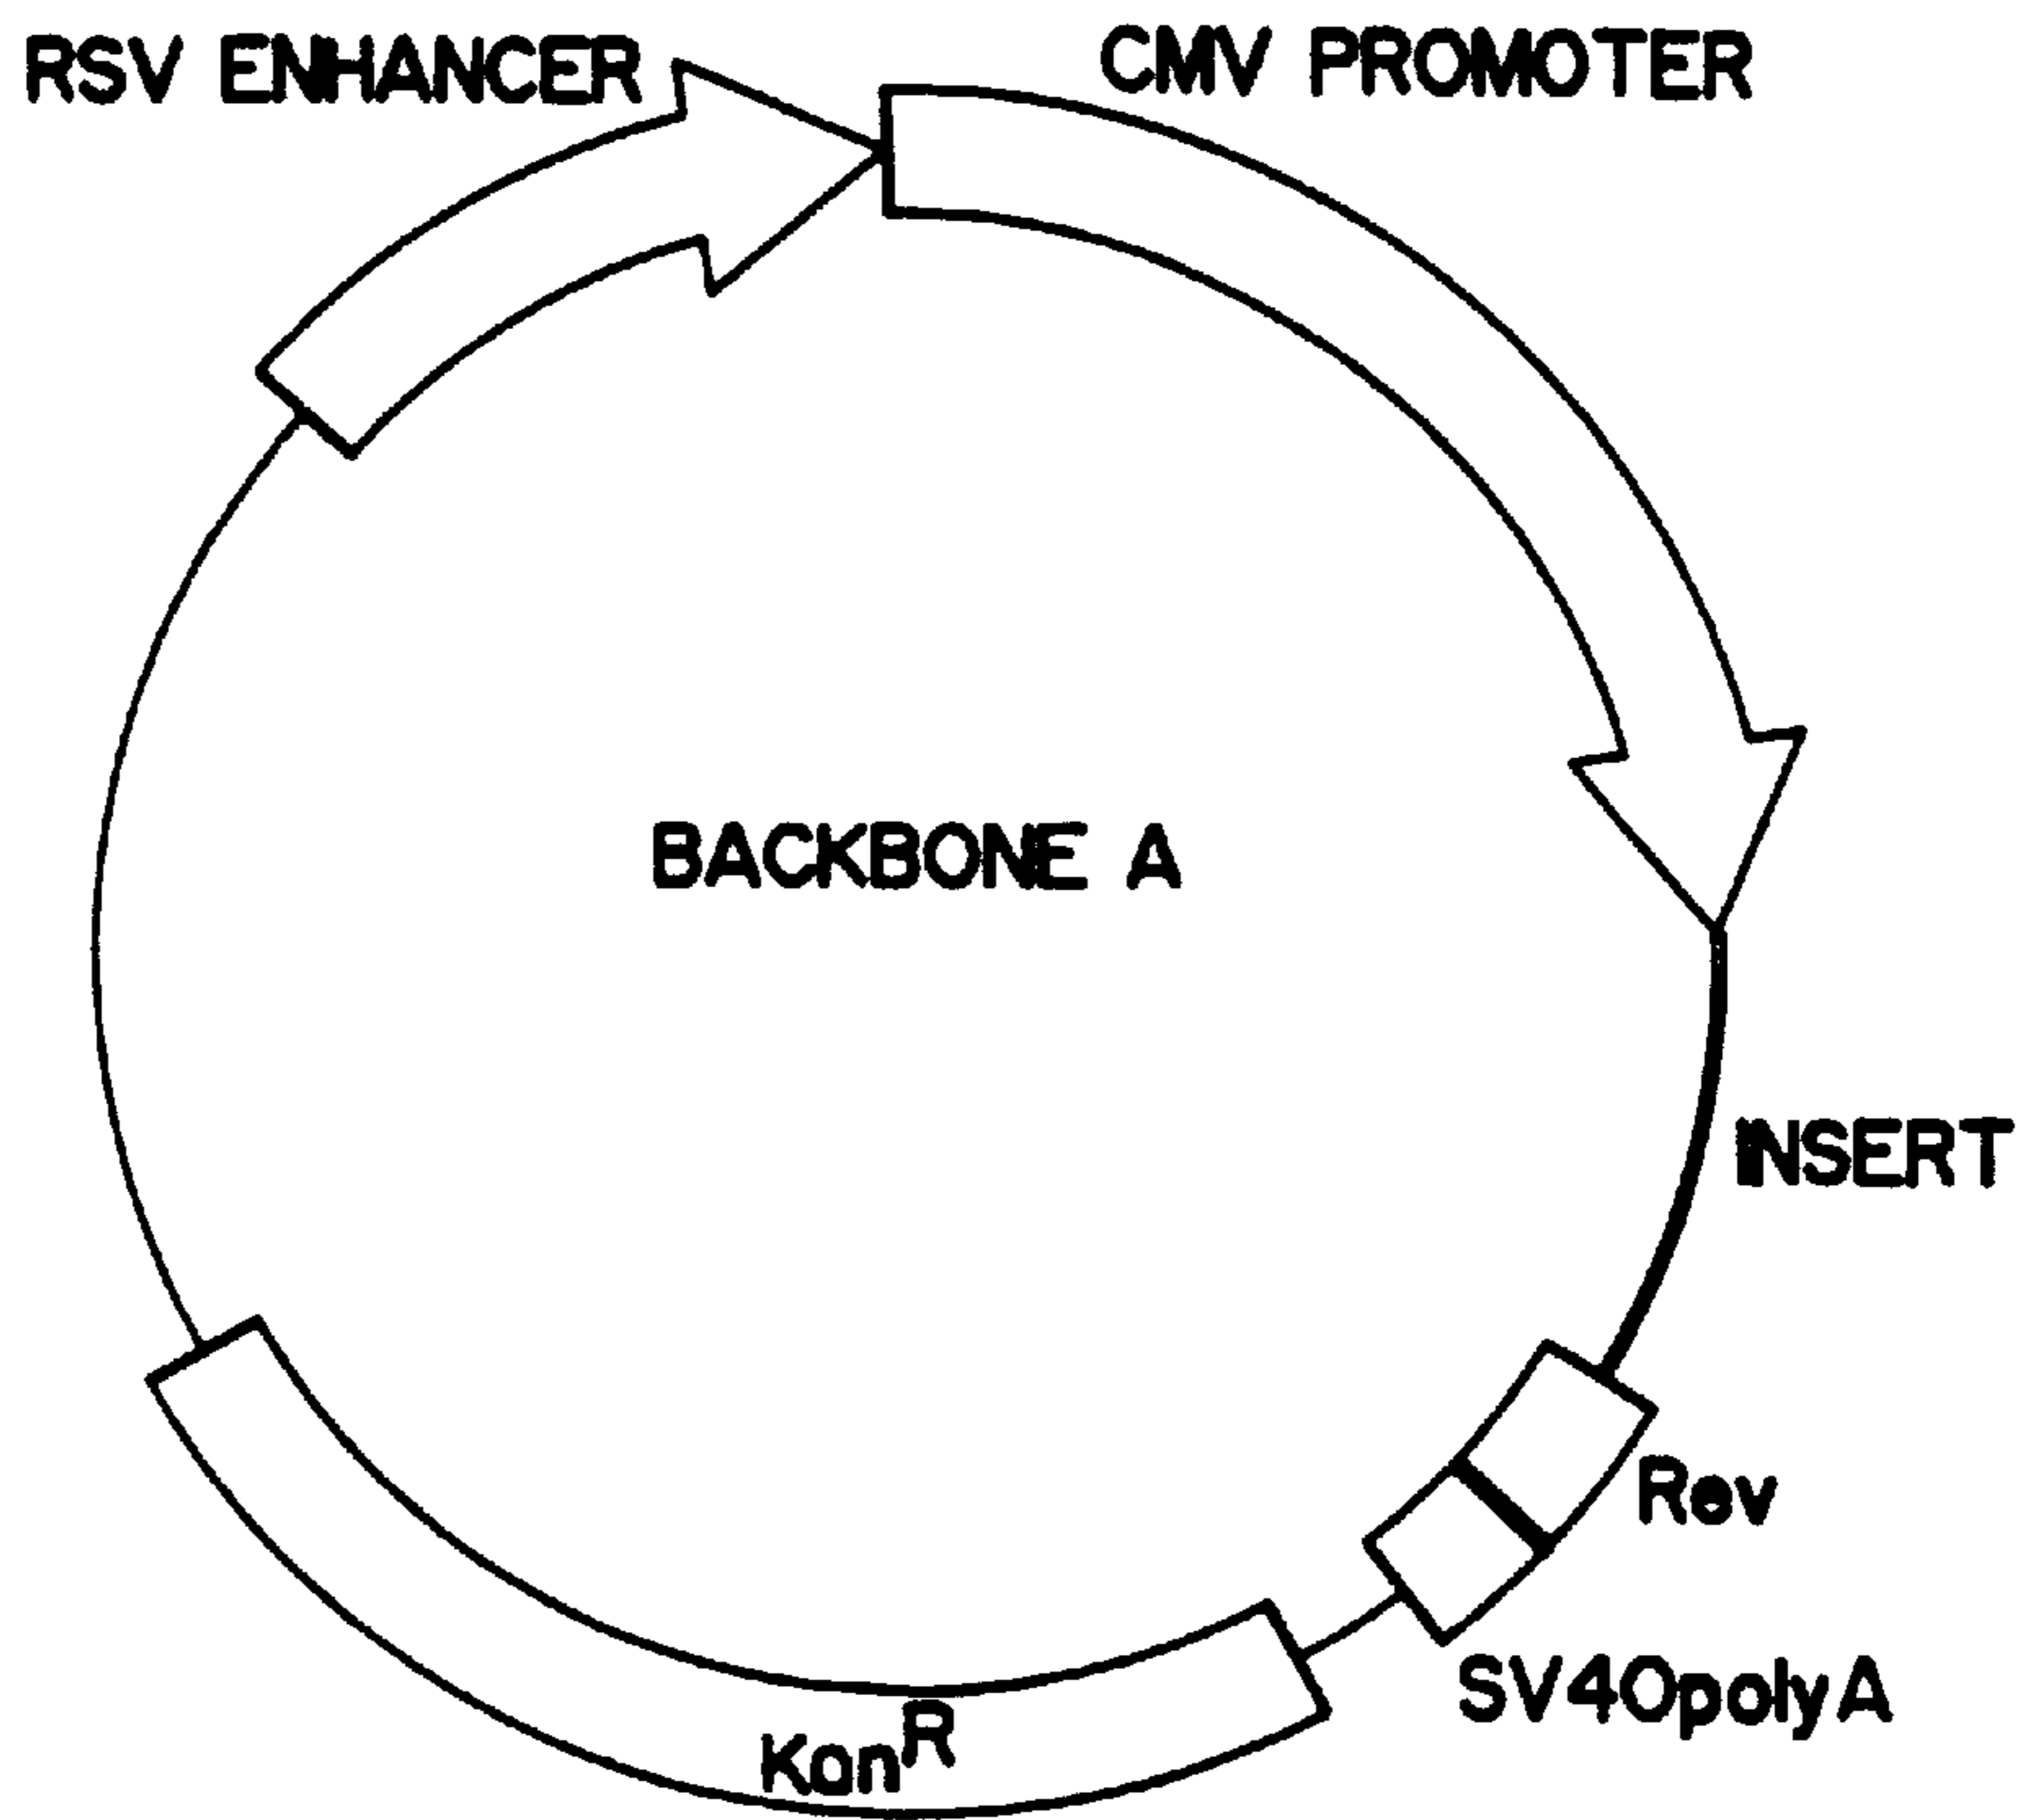 RSV ENHANCER
CMV PROMOTER
BACKBONE A
INSERT
Rev
SV40polyA
KanR